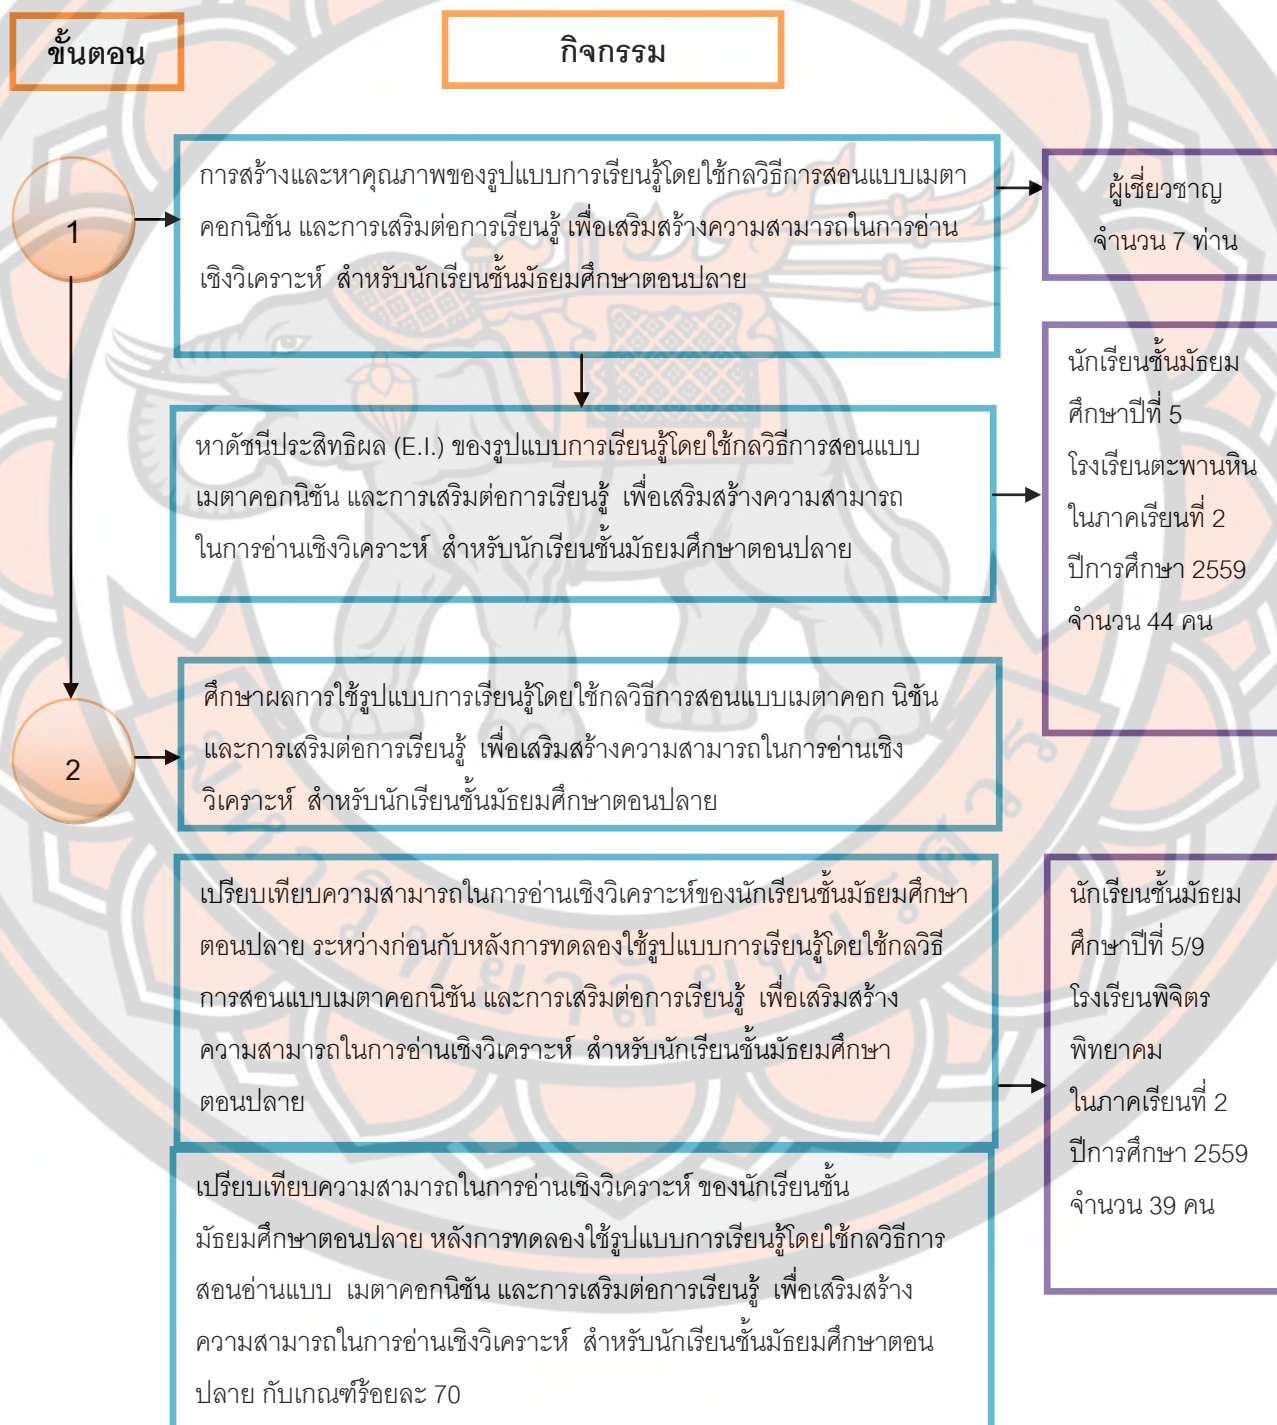 ขั้นตอน
กิจกรรม
1
การสร้างและหาคุณภาพของรูปแบบการเรียนรู้โดยใช้กลวิธีการสอนแบบเมตา
คอกนิชัน และการเสริมต่อการเรียนรู้ เพื่อเสริมสร้างความสามารถในการอ่าน
เชิงวิเคราะห์ สำหรับนักเรียนชั้นมัธยมศึกษาตอนปลาย
ผู้เชี่ยวชาญ
จำนวน 7 ท่าน
หาดัชนีประสิทธิผล (E.I.) ของรูปแบบการเรียนรู้โดยใช้กลวิธีการสอนแบบ
เมตาคอกนิชัน และการเสริมต่อการเรียนรู้ เพื่อเสริมสร้างความสามารถ
ในการอ่านเชิงวิเคราะห์ สำหรับนักเรียนชั้นมัธยมศึกษาตอนปลาย
นักเรียนชั้นมัธยม
ศึกษาปีที่ 5
โรงเรียนตะพานหิน
ในภาคเรียนที่ 2
ปีการศึกษา 2559
จำนวน 44 คน
2
ศึกษาผลการใช้รูปแบบการเรียนรู้โดยใช้กลวิธีการสอนแบบเมตาคอก นิชัน
และการเสริมต่อการเรียนรู้ เพื่อเสริมสร้างความสามารถในการอ่านเชิง
วิเคราะห์ สำหรับนักเรียนชั้นมัธยมศึกษาตอนปลาย
เปรียบเทียบความสามารถในการอ่านเชิงวิเคราะห์ของนักเรียนชั้นมัธยมศึกษา
ตอนปลาย ระหว่างก่อนกับหลังการทดลองใช้รูปแบบการเรียนรู้โดยใช้กลวิธี
การสอนแบบเมตาคอกนิชัน และการเสริมต่อการเรียนรู้ เพื่อเสริมสร้าง
ความสามารถในการอ่านเชิงวิเคราะห์ สำหรับนักเรียนชั้นมัธยมศึกษา
ตอนปลาย
นักเรียนชั้นมัธยม
ศึกษาปีที่ 5/9
โรงเรียนพิจิตร
พิทยาคม
ในภาคเรียนที่ 2
ปีการศึกษา 2559
จำนวน 39 คน
เปรียบเทียบความสามารถในการอ่านเชิงวิเคราะห์ ของนักเรียนชั้น
มัธยมศึกษาตอนปลาย หลังการทดลองใช้รูปแบบการเรียนรู้โดยใช้กลวิธีการ
สอนอ่านแบบ เมตาคอกนิชัน และการเสริมต่อการเรียนรู้ เพื่อเสริมสร้าง
ความสามารถในการอ่านเชิงวิเคราะห์ สำหรับนักเรียนชั้นมัธยมศึกษาตอน
ปลาย กับเกณฑ์ร้อยละ 70
มหาวิทยาลัยนเรศวร